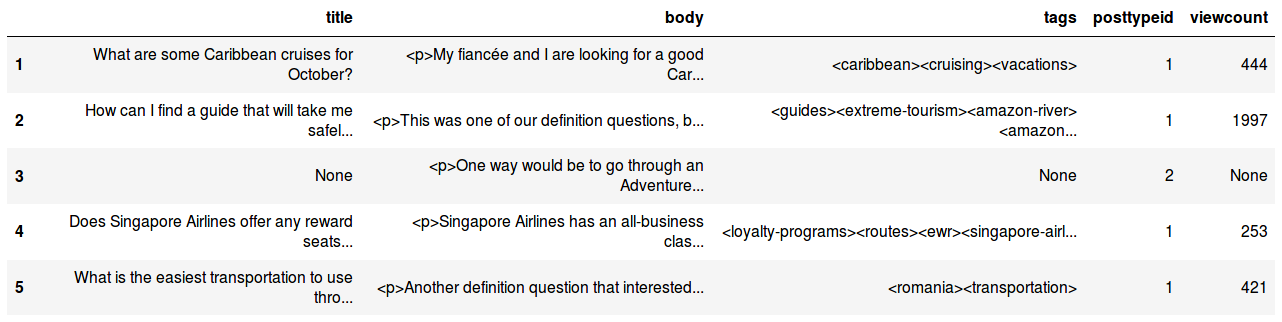 title body tags posttypeid viewcount
1 What are some Caribbean cruises for October? <p>My fiancée and I are looking for a good Car... <caribbean><cruising><vacations> 1 444
2 How can I find a guide that will take me safel... <p>This was one of our definition questions, b... <guides><extreme-tourism><amazon-river><amazon... 1 1997
3 None <p>One way would be to go through an Adventure... None 2 None
4 Does Singapore Airlines offer any reward seats... <p>Singapore Airlines has an all-business clas... <loyalty-programs><routes><ewr><singapore-airl... 1 253
5 What is the easiest transportation to use thro... <p>Another definition question that interested... <romania><transportation> 1 421